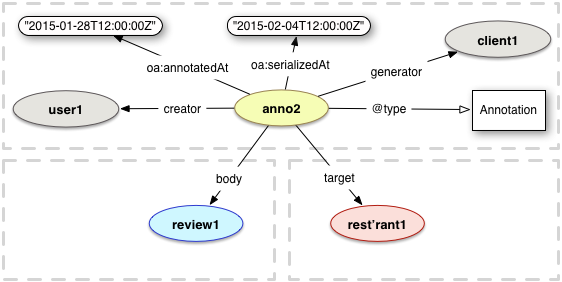 "2015-01-28T12:00:00Z"
"2015-02-04T12:00:00Z"
client1
oa:annotatedAt
oa:serializedAt
generator
user1
creator
anno2
@type
Annotation
body
target
review1
rest'rant1